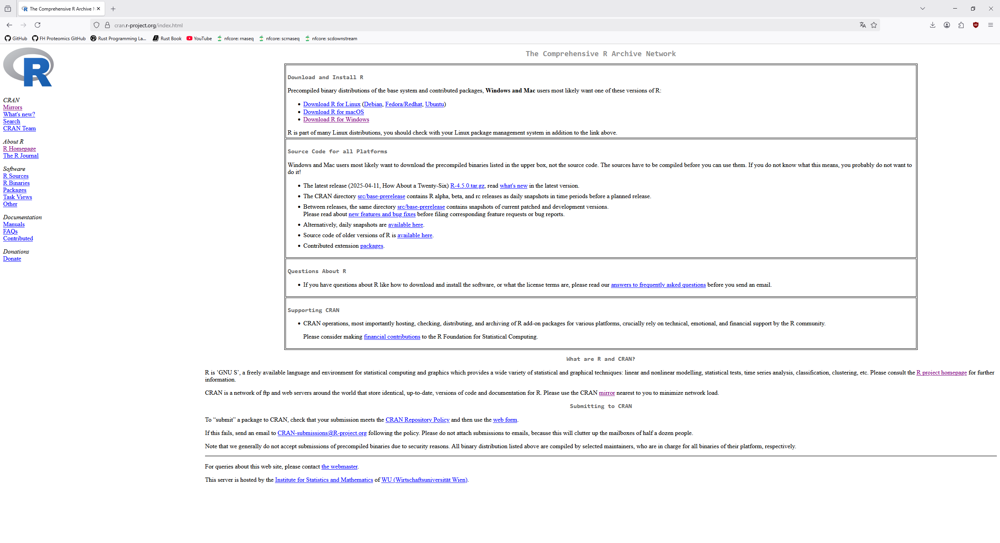 The Comprehensive R Archive N
cran.r-project.org/index.html
GitHub
FH Proteomics GitHub
Rust Programming La...
Rust Book
YouTube
nfcore: rnaseq
nfcore: scrnaseq
nfcore: scdownstream
R
CRAN
Mirrors
What's new?
Search
CRAN Team
About R
R Homepage
The R Journal
Software
R Sources
R Binaries
Packages
Task Views
Other
Documentation
Manuals
FAQs
Contributed
Donations
Donate
The Comprehensive R Archive Network
Download and Install R
Precompiled binary distributions of the base system and contributed packages, Windows and Mac users most likely want one of these versions of R:
• Download R for Linux (Debian, Fedora/Redhat, Ubuntu)
• Download R for macOS
• Download R for Windows
R is part of many Linux distributions, you should check with your Linux package management system in addition to the link above.
Source Code for all Platforms
Windows and Mac users most likely want to download the precompiled binaries listed in the upper box, not the source code. The sources have to be compiled before you can use them. If you do not know what this means, you probably do not want to
do it!
• The latest release (2025-04-11, How About a Twenty-Six) R-4.5.0.tar.gz, read what's new in the latest version.
• The CRAN directory src/base-prerelease contains R alpha, beta, and rc releases as daily snapshots in time periods before a planned release.
• Between releases, the same directory src/base-prerelease contains snapshots of current patched and development versions.
Please read about new features and bug fixes before filing corresponding feature requests or bug reports.
• Alternatively, daily snapshots are available here.
• Source code of older versions of R is available here.
• Contributed extension packages.
Questions About R
• If you have questions about R like how to download and install the software, or what the license terms are, please read our answers to frequently asked questions before you send an email.
Supporting CRAN
• CRAN operations, most importantly hosting, checking, distributing, and archiving of R add-on packages for various platforms, crucially rely on technical, emotional, and financial support by the R community.
Please consider making financial contributions to the R Foundation for Statistical Computing.
What are R and CRAN?
R is ‘GNU S’, a freely available language and environment for statistical computing and graphics which provides a wide variety of statistical and graphical techniques: linear and nonlinear modelling, statistical tests, time series analysis, classification, clustering, etc. Please consult the R project homepage for further
information.
CRAN is a network of ftp and web servers around the world that store identical, up-to-date, versions of code and documentation for R. Please use the CRAN mirror nearest to you to minimize network load.
Submitting to CRAN
To “submit” a package to CRAN, check that your submission meets the CRAN Repository Policy and then use the web form.
If this fails, send an email to CRAN-submissions@R-project.org following the policy. Please do not attach submissions to emails, because this will clutter up the mailboxes of half a dozen people.
Note that we generally do not accept submissions of precompiled binaries due to security reasons. All binary distribution listed above are compiled by selected maintainers, who are in charge for all binaries of their platform, respectively.
For queries about this web site, please contact the webmaster.
This server is hosted by the Institute for Statistics and Mathematics of WU (Wirtschaftsuniversität Wien).